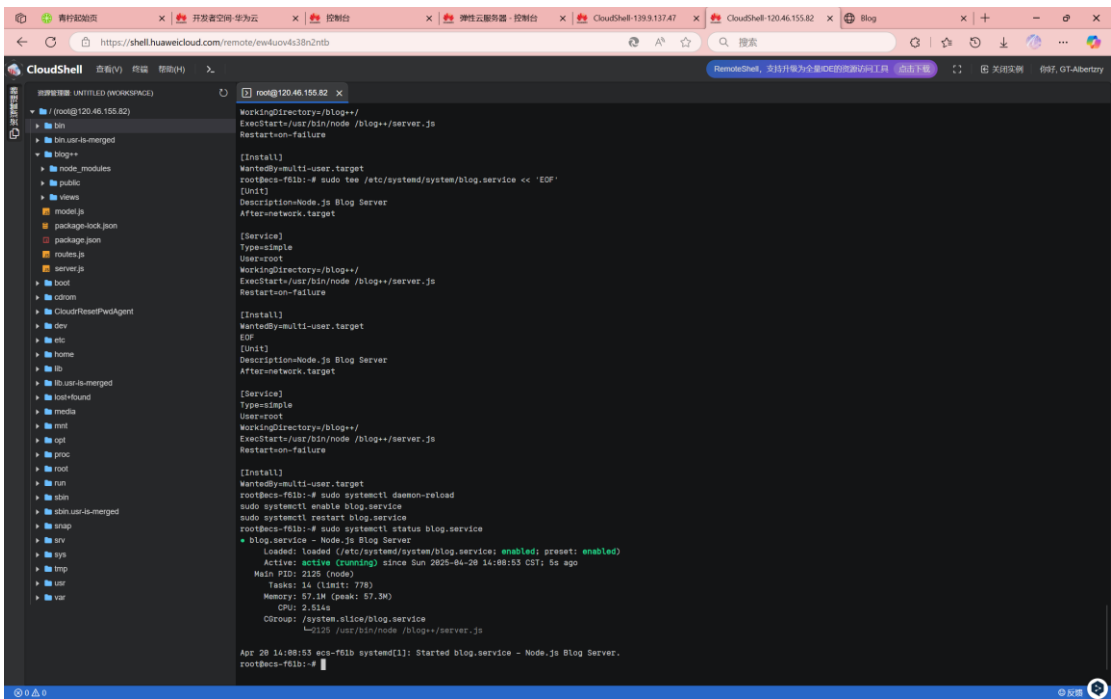 青柠起始页
开发者空间-华为云
控制台
弹性云服务器 - 控制台
CloudShell-139.9.137.47
CloudShell-120.46.155.82
Blog
https://shell.huaweicloud.com/remote/ew4uov4s38n2ntb
搜索
CloudShell 查看(V) 终端 帮助(H)
RemoteShell，支持升级为全量IDE的资源访问工具 点击下载
关闭实例
你好, GT-Albertzry
资源管理器
资源管理器: UNTITLED (WORKSPACE)
/ (root@120.46.155.82)
bin
bin.usr-is-merged
blog++
node_modules
public
views
model.js
package-lock.json
package.json
routes.js
server.js
boot
cdrom
CloudrResetPwdAgent
dev
etc
home
lib
lib.usr-is-merged
lost+found
media
mnt
opt
proc
root
run
sbin
sbin.usr-is-merged
snap
srv
sys
tmp
usr
var
root@120.46.155.82
WorkingDirectory=/blog++/
ExecStart=/usr/bin/node /blog++/server.js
Restart=on-failure
[Install]
WantedBy=multi-user.target
root@ecs-f61b:~# sudo tee /etc/systemd/system/blog.service << 'EOF'
[Unit]
Description=Node.js Blog Server
After=network.target
[Service]
Type=simple
User=root
WorkingDirectory=/blog++/
ExecStart=/usr/bin/node /blog++/server.js
Restart=on-failure
[Install]
WantedBy=multi-user.target
EOF
[Unit]
Description=Node.js Blog Server
After=network.target
[Service]
Type=simple
User=root
WorkingDirectory=/blog++/
ExecStart=/usr/bin/node /blog++/server.js
Restart=on-failure
[Install]
WantedBy=multi-user.target
root@ecs-f61b:~# sudo systemctl daemon-reload
sudo systemctl enable blog.service
sudo systemctl restart blog.service
root@ecs-f61b:~# sudo systemctl status blog.service
● blog.service - Node.js Blog Server
Loaded: loaded (/etc/systemd/system/blog.service; enabled; preset: enabled)
Active: active (running) since Sun 2025-04-20 14:08:53 CST; 5s ago
Main PID: 2125 (node)
Tasks: 14 (limit: 778)
Memory: 57.1M (peak: 57.3M)
CPU: 2.514s
CGroup: /system.slice/blog.service
└─2125 /usr/bin/node /blog++/server.js
Apr 20 14:08:53 ecs-f61b systemd[1]: Started blog.service - Node.js Blog Server.
root@ecs-f61b:~#
0 0
反馈